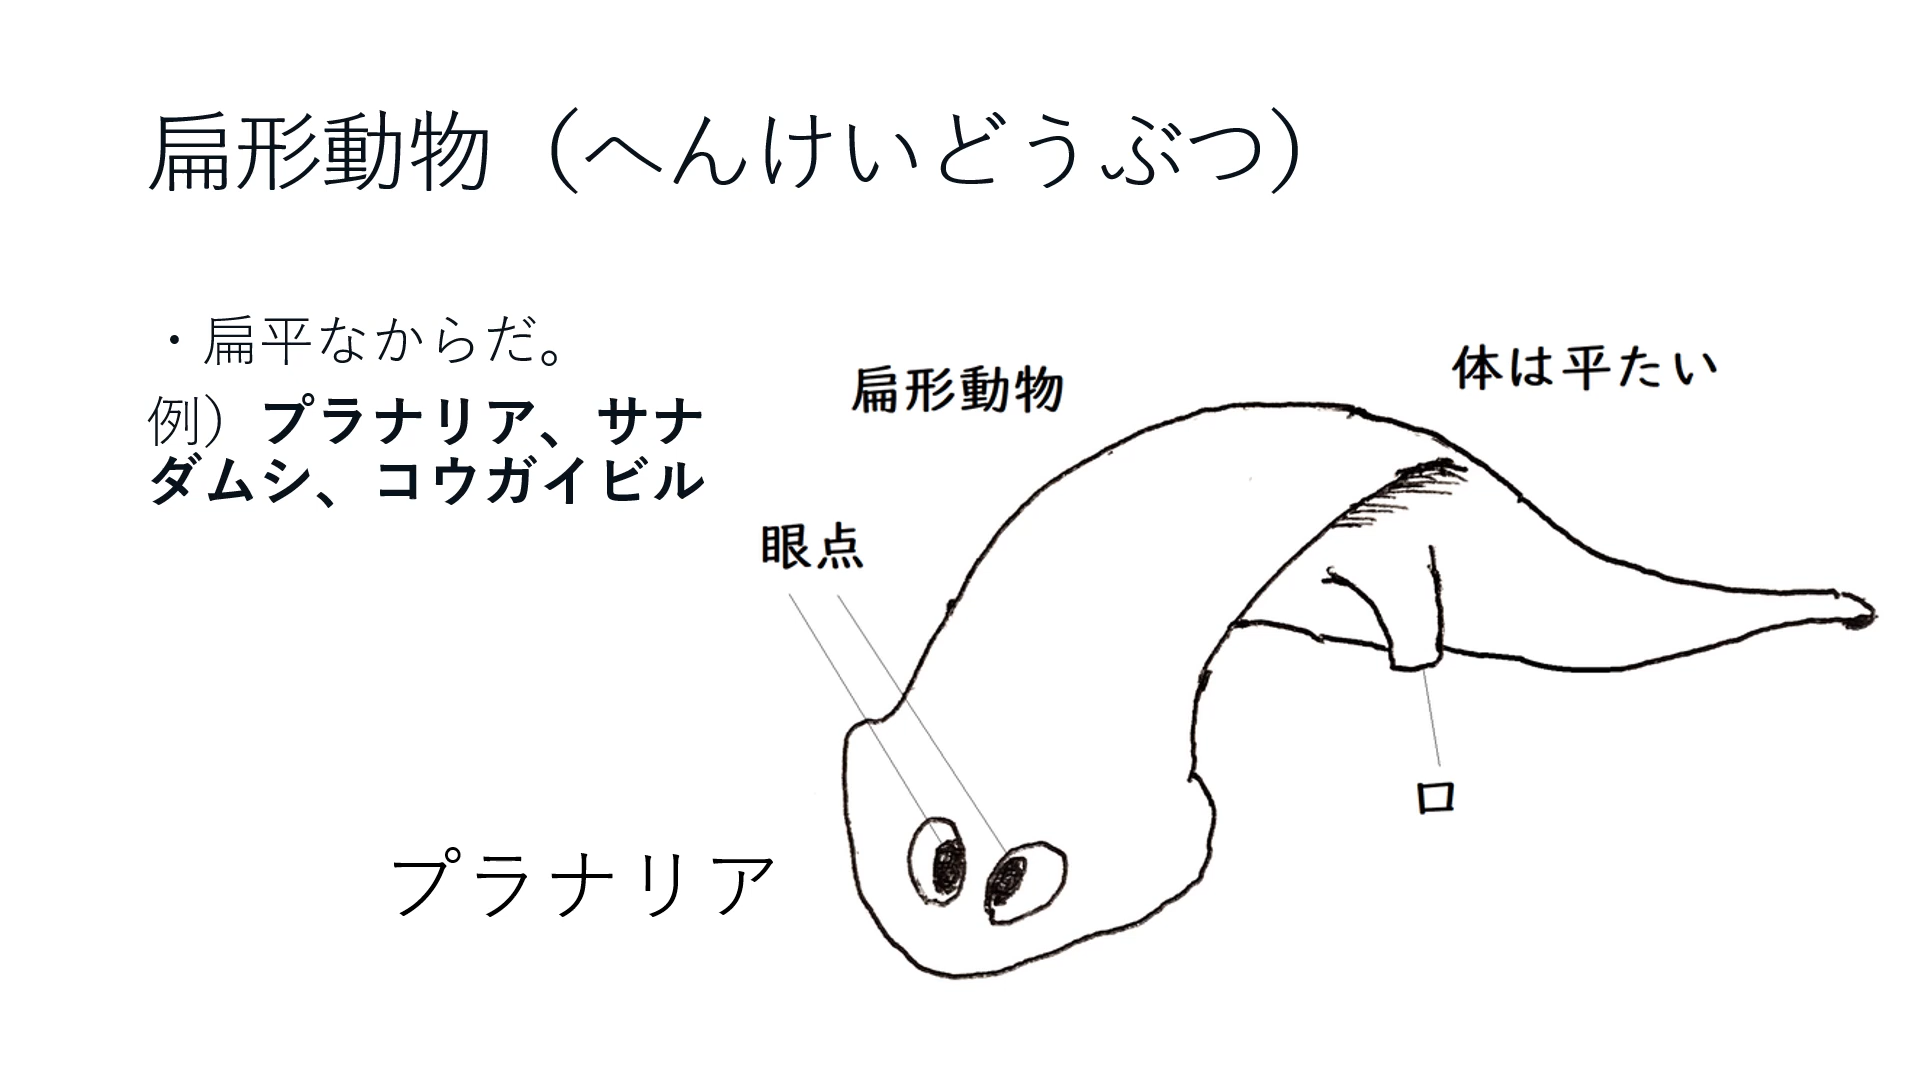 扁形動物（へんけいどうぶつ）
・扁平なからだ。
例）プラナリア、サナ
ダムシ、コウガイビル
扁形動物
体は平たい
眼点
口
プラナリア